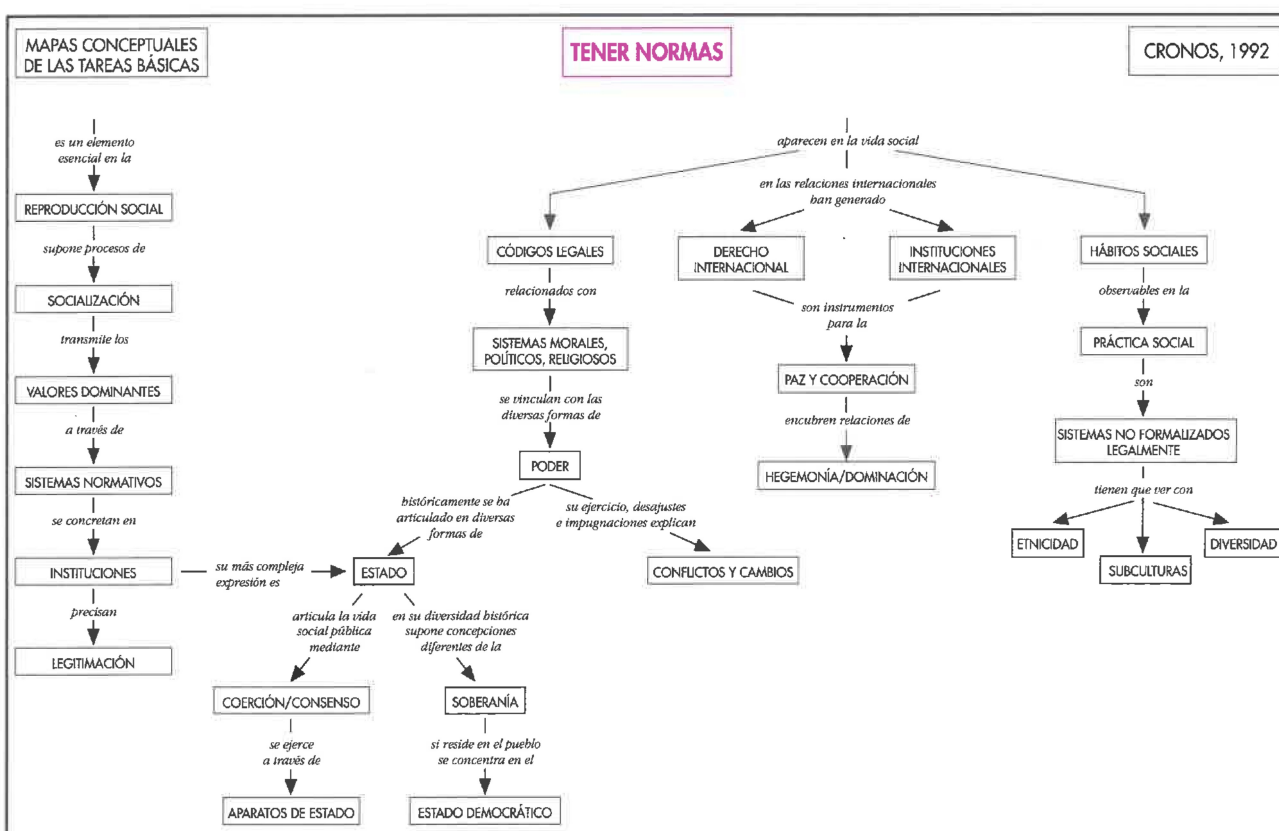 MAPAS CONCEPTUALES
DE LAS TAREAS BÁSICAS
TENER NORMAS
CRONOS, 1992
es un elemento
esencial en la
REPRODUCCIÓN SOCIAL
supone procesos de
SOCIALIZACIÓN
transmite los
VALORES DOMINANTES
a través de
SISTEMAS NORMATIVOS
se concretan en
INSTITUCIONES
precisan
LEGITIMACIÓN
su más compleja
expresión es
aparecen en la vida social
CÓDIGOS LEGALES
relacionados con
SISTEMAS MORALES,
POLÍTICOS, RELIGIOSOS
se vinculan con las
diversas formas de
PODER
históricamente se ha
articulado en diversas
formas de
ESTADO
su ejercicio, desajustes
e impugnaciones explican
CONFLICTOS Y CAMBIOS
articula la vida
social pública
mediante
COERCIÓN/CONSENSO
se ejerce
a través de
APARATOS DE ESTADO
en su diversidad histórica
supone concepciones
diferentes de la
SOBERANÍA
si reside en el pueblo
se concentra en el
ESTADO DEMOCRÁTICO
en las relaciones internacionales
han generado
DERECHO
INTERNACIONAL
INSTITUCIONES
INTERNACIONALES
son instrumentos
para la
PAZ Y COOPERACIÓN
encubren relaciones de
HEGEMONÍA/DOMINACIÓN
HÁBITOS SOCIALES
observables en la
PRÁCTICA SOCIAL
son
SISTEMAS NO FORMALIZADOS
LEGALMENTE
tienen que ver con
ETNICIDAD
SUBCULTURAS
DIVERSIDAD